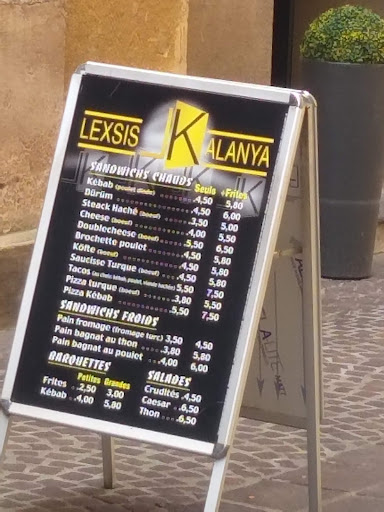 LEXSIS K ALANYA
SANDWICHS CHAUDS Seuls +Frites
Kébab (poulet dinde) 4,50 5,80
Dürüm 4,50 6,00
Steack Haché (boeuf) 3,50 5,00
Cheese (boeuf) 4,00 5,50
Doublecheese (boeuf) 5,50 6,50
Brochette poulet 4,50 5,80
Köfte (boeuf) 4,50 5,80
Saucisse Turque (boeuf) 4,50 5,80
Tacos 5,50 7,50
Pizza turque (boeuf) 3,80 5,50
Pizza Kébab 5,80 7,50
SANDWICHS FROIDS
Pain fromage (fromage turc) 3,50 4,50
Pain bagnat au thon 3,80 5,80
Pain bagnat au poulet 4,00 6,00
BARQUETTES
Petites Grandes
Frites 2,50 3,00
Kébab 4,00 5,80
SALADES
Crudités 4,50
Caesar 6,50
Thon 6,50